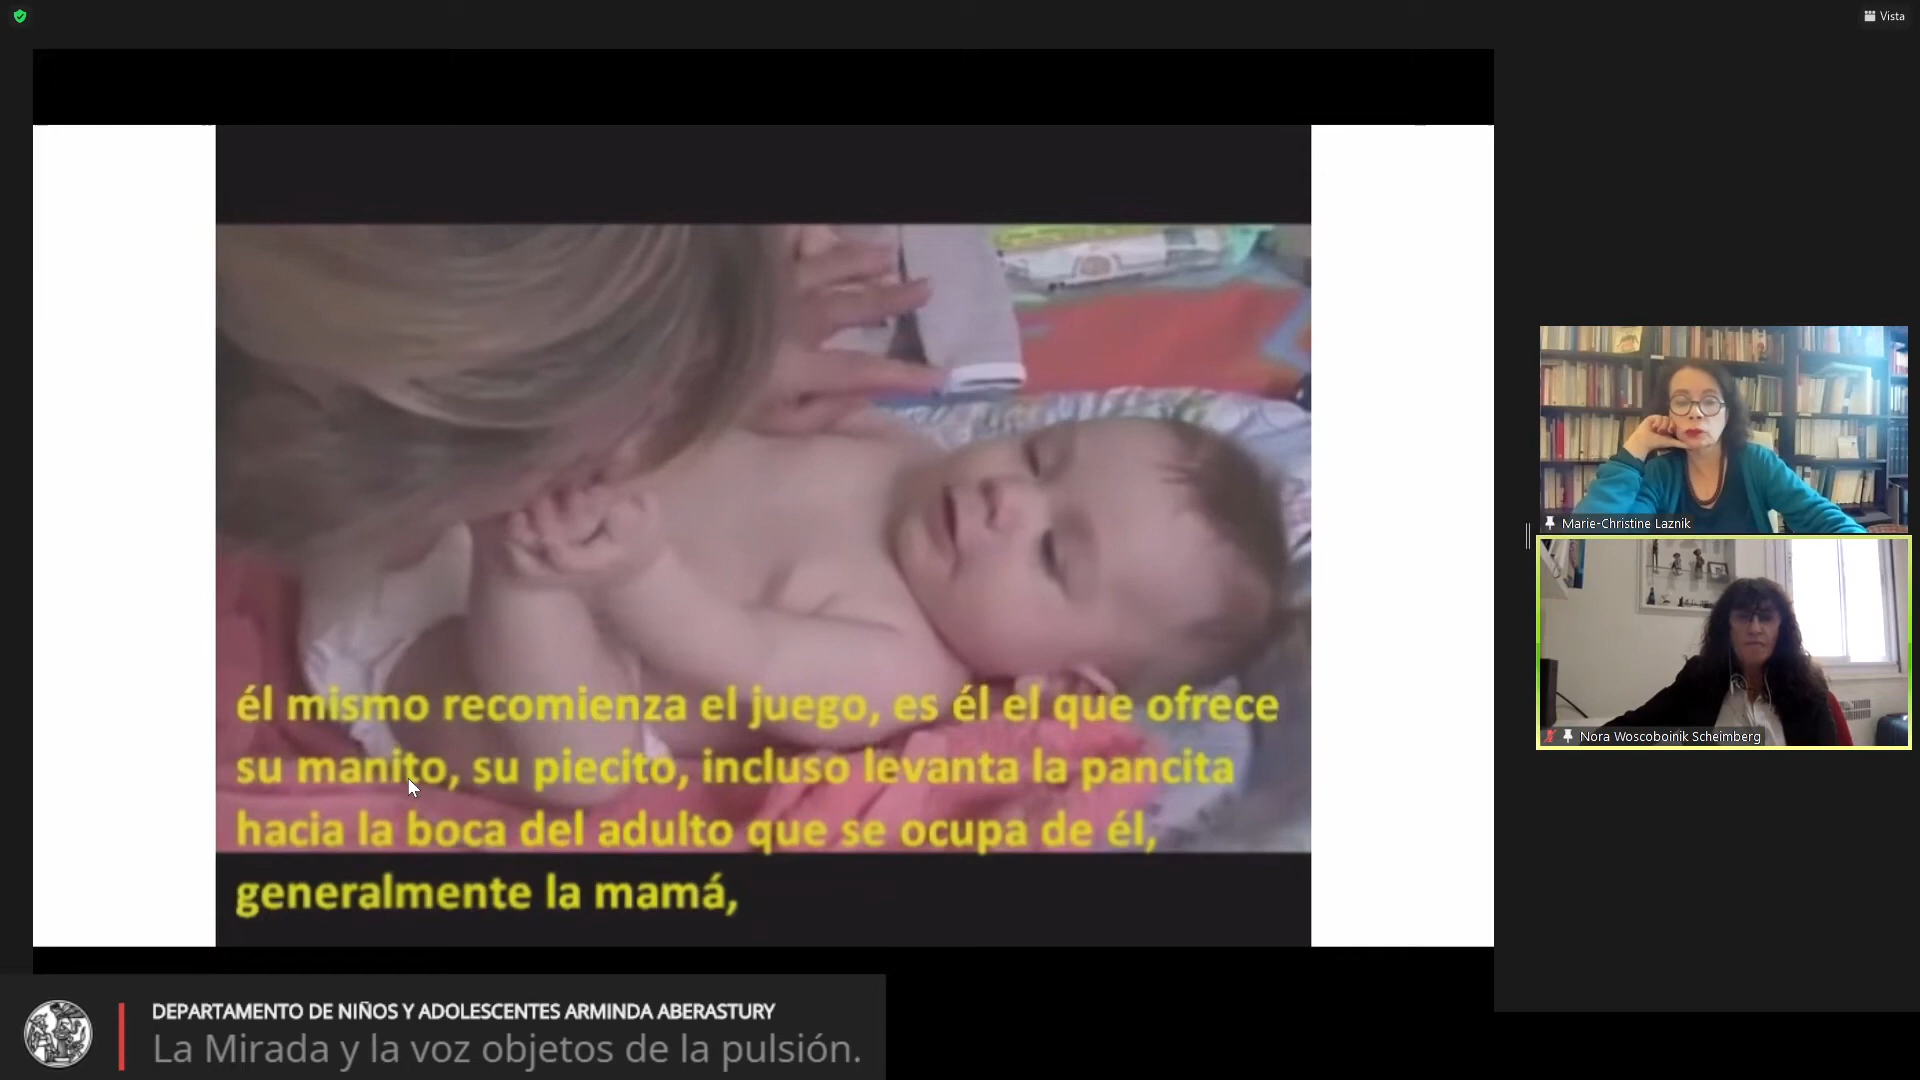 Vista
él mismo recomienza el juego, es él el que ofrece
su manito, su piecito, incluso levanta la pancita
hacia la boca del adulto que se ocupa de él,
generalmente la mamá,
Marie-Christine Laznik
Nora Woscoboinik Scheimberg
DEPARTAMENTO DE NIÑOS Y ADOLESCENTES ARMINDA ABERASTURY
La Mirada y la voz objetos de la pulsión.